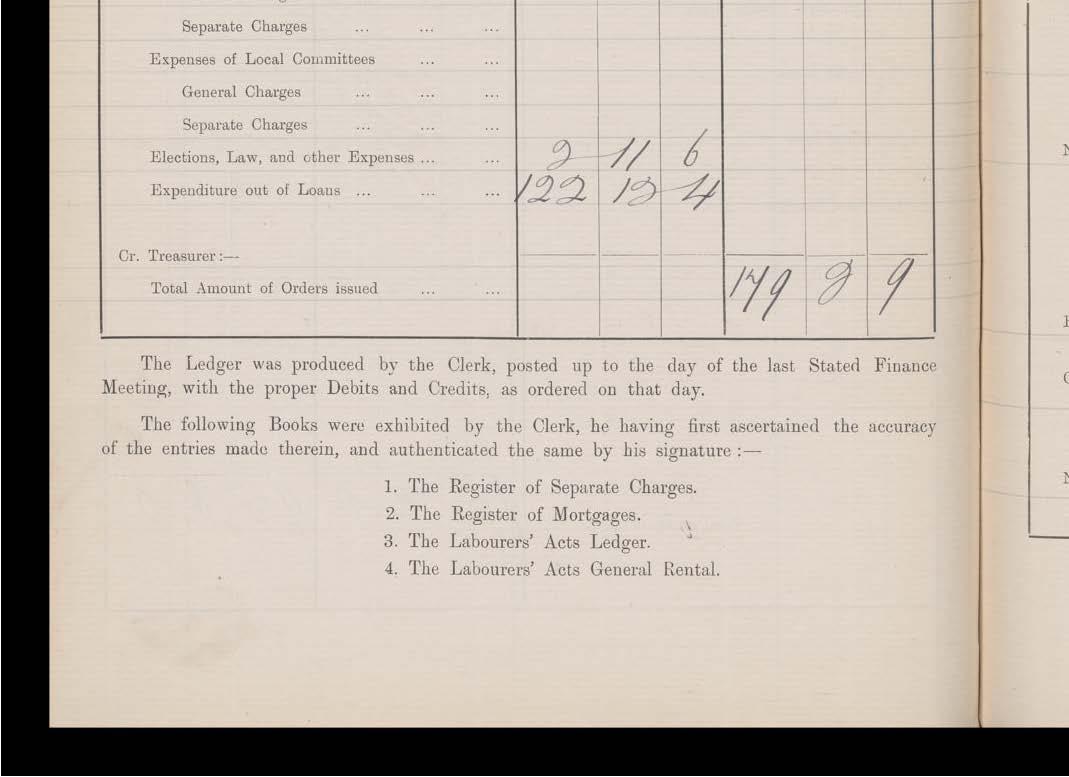 Separate Charges ... ... ...
Expenses of Local Committees ... ...
General Charges ... ... ...
Separate Charges ... ... ...
Elections, Law, and other Expenses ... ... 2 11 6
Expenditure out of Loans ... ... ... 122 12 4
Cr. Treasurer :—
Total Amount of Orders issued ... ... 179 2 9
The Ledger was produced by the Clerk, posted up to the day of the last Stated Finance
Meeting, with the proper Debits and Credits, as ordered on that day.
The following Books were exhibited by the Clerk, he having first ascertained the accuracy
of the entries made therein, and authenticated the same by his signature :—
1. The Register of Separate Charges.
2. The Register of Mortgages.
3. The Labourers' Acts Ledger.
4. The Labourers' Acts General Rental.